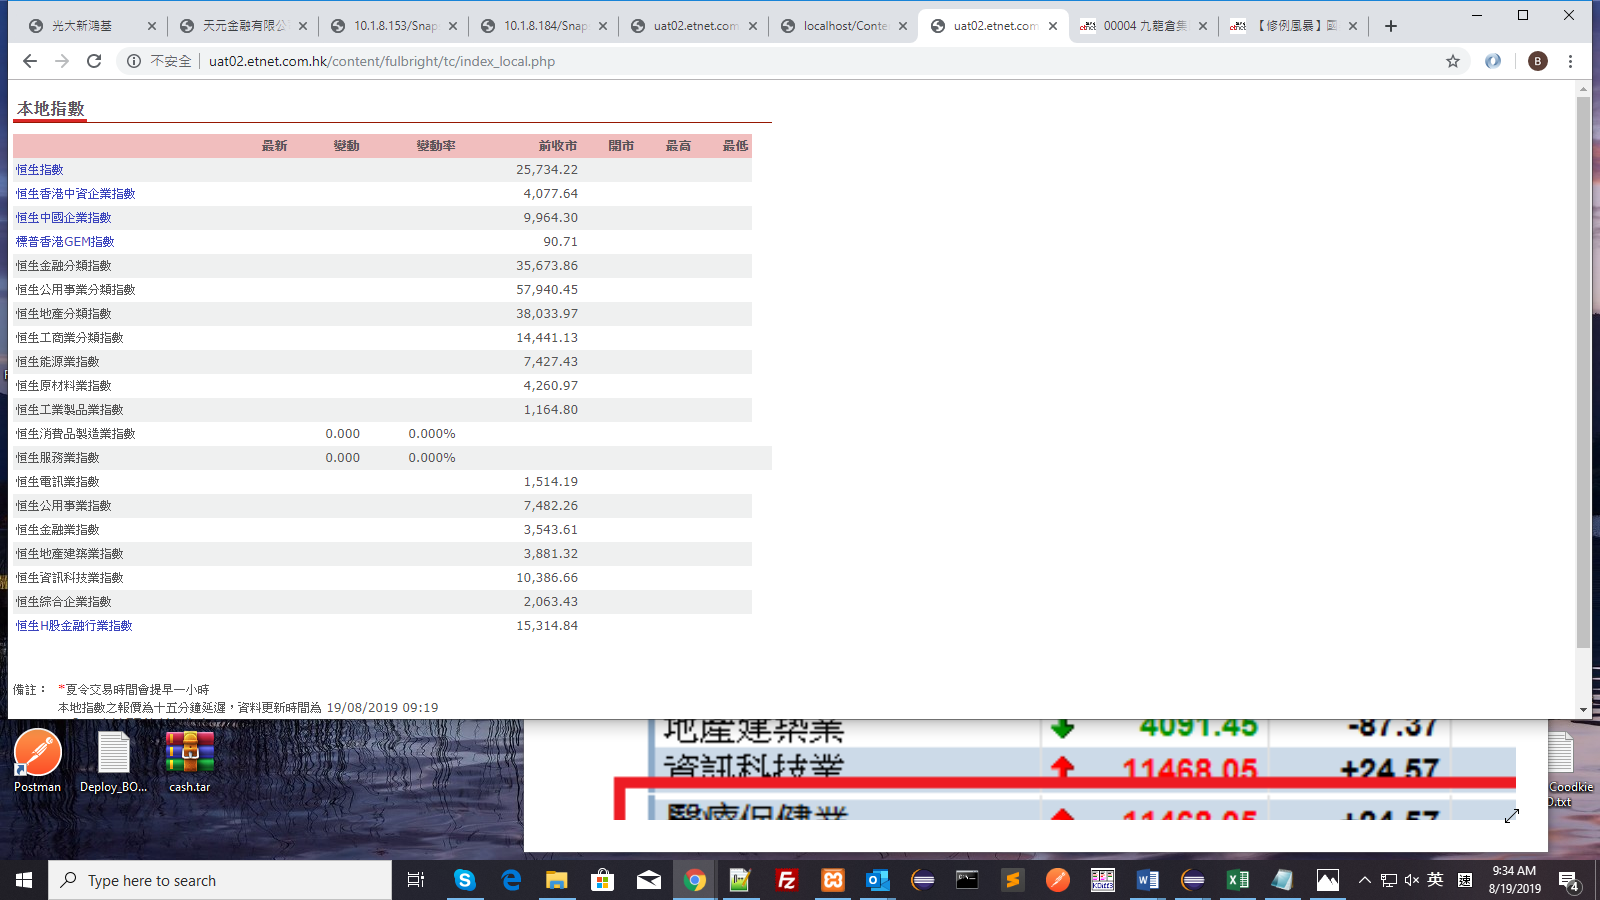 光大新鴻基
天元金融有限公
10.1.8.153/Snap
10.1.8.184/Snap
uat02.etnet.com
localhost/Conte
uat02.etnet.com
00004 九龍倉集
【修例風暴】國
不安全 uat02.etnet.com.hk/content/fulbright/tc/index_local.php
B
本地指數
最新 變動 變動率 前收市 開市 最高 最低
恒生指數 25,734.22
恒生香港中資企業指數 4,077.64
恒生中國企業指數 9,964.30
標普香港GEM指數 90.71
恒生金融分類指數 35,673.86
恒生公用事業分類指數 57,940.45
恒生地產分類指數 38,033.97
恒生工商業分類指數 14,441.13
恒生能源業指數 7,427.43
恒生原材料業指數 4,260.97
恒生工業製品業指數 1,164.80
恒生消費品製造業指數 0.000 0.000%
恒生服務業指數 0.000 0.000%
恒生電訊業指數 1,514.19
恒生公用事業指數 7,482.26
恒生金融業指數 3,543.61
恒生地產建築業指數 3,881.32
恒生資訊科技業指數 10,386.66
恒生綜合企業指數 2,063.43
恒生H股金融行業指數 15,314.84
備註： *夏令交易時間會提早一小時
本地指數之報價為十五分鐘延遲，資料更新時間為 19/08/2019 09:19
地產建築業 4091.45 -87.37
資訊科技業 11468.05 +24.57
醫療保健業 11468.05 +24.57
Postman
Deploy_BO...
cash.tar
Coodkie
D.txt
Type here to search
英
速
9:34 AM
8/19/2019
4